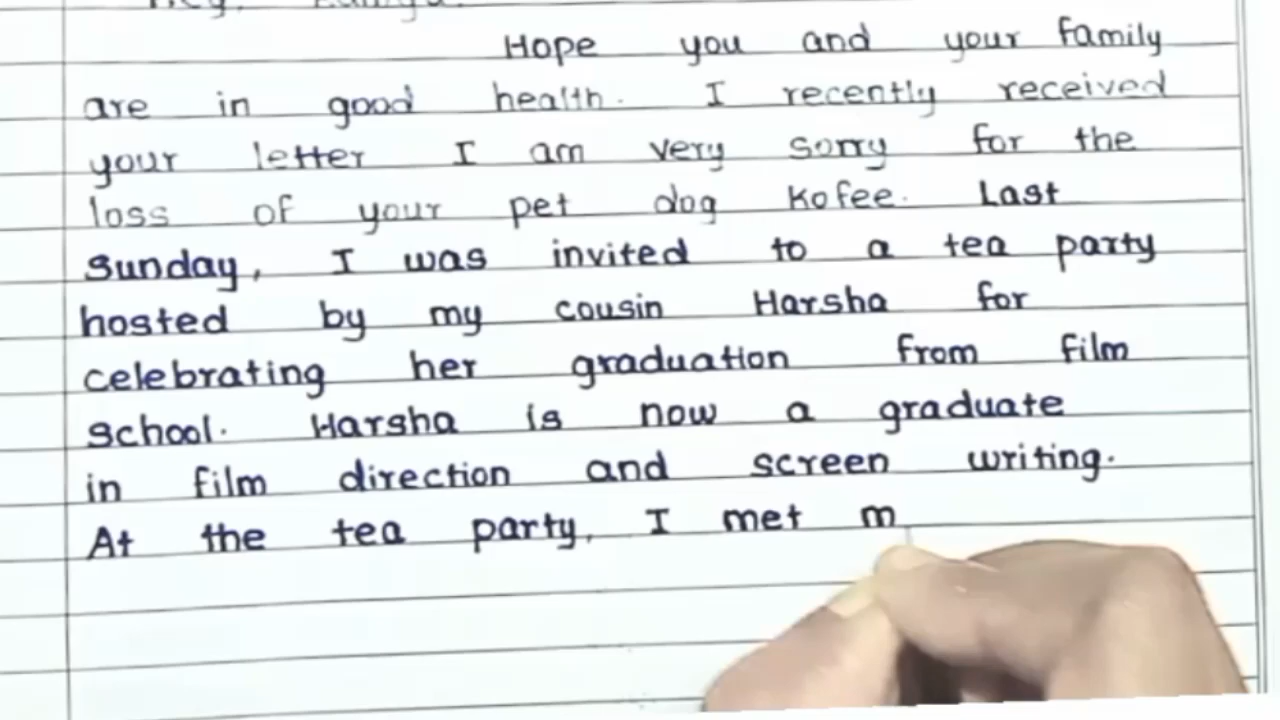 Hope you and your family
are in good health. I recently received
your letter I am very sorry for the
loss of your pet dog Kofee. Last
Sunday, I was invited to a tea party
hosted by my cousin Harsha for
celebrating her graduation from film
school. Harsha is now a graduate
in film direction and screen writing.
At the tea party, I met m